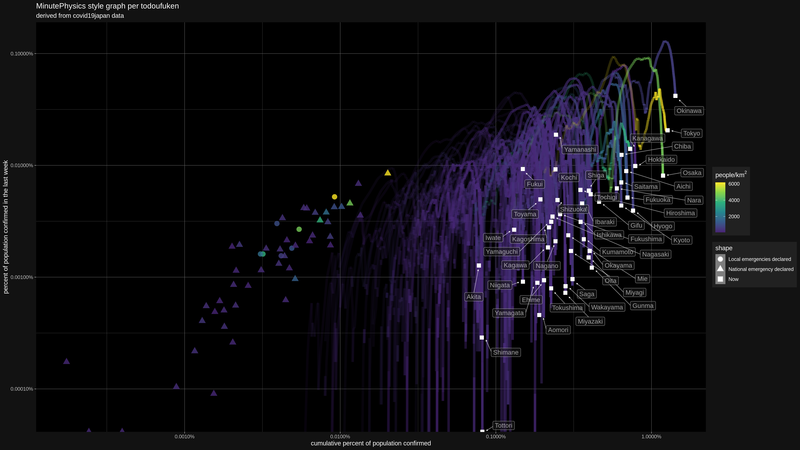 MinutePhysics style graph per todoufuken
derived from covid19japan data
percent of population confirmed in the last week
0.10000%
0.01000%
0.00100%
0.00010%
Okinawa
Tokyo
Kanagawa
Chiba
Yamanashi
Hokkaido
Osaka
Kochi
Shiga
Fukui
Tochigi
Saitama
Aichi
Nara
Fukuoka
Toyama
Shizuoka
Hiroshima
Ibaraki
Gifu
Hyogo
Iwate
Kagoshima
Ishikawa
Fukushima
Kyoto
Yamaguchi
Kumamoto
Nagasaki
Kagawa
Nagano
Okayama
Akita
Niigata
Oita
Mie
Ehime
Saga
Miyagi
Yamagata
Tokushima
Wakayama
Gunma
Miyazaki
Aomori
Shimane
Tottori
0.0010%
0.0100%
0.1000%
1.0000%
cumulative percent of population confirmed
people/km²
6000
4000
2000
shape
Local emergencies declared
National emergency declared
Now